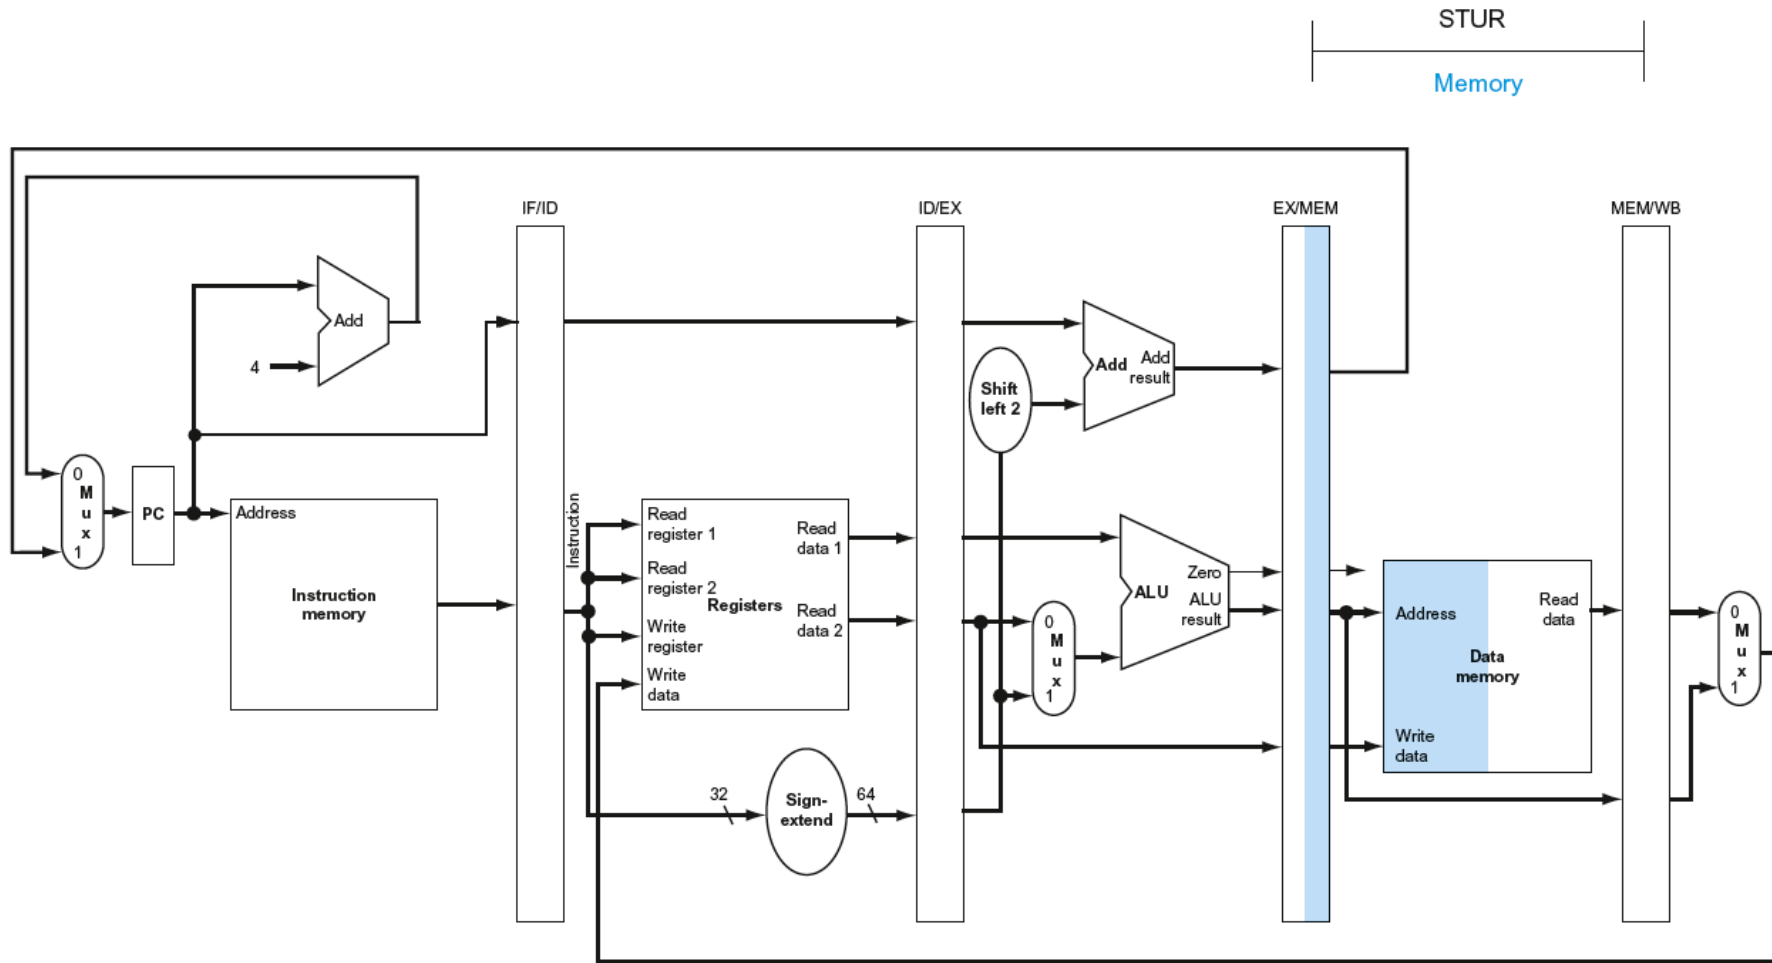 STUR
Memory
IF/ID
ID/EX
EX/MEM
MEM/WB
Add
4
Shift
left 2
Add
Add
result
0
M
u
x
1
PC
Address
Instruction
memory
Instruction
Read
register 1
Read
register 2
Write
register
Write
data
Registers
Read
data 1
Read
data 2
0
M
u
x
1
Zero
ALU
ALU
result
Address
Read
data
Data
memory
Write
data
0
M
u
x
1
32
Sign-
extend
64